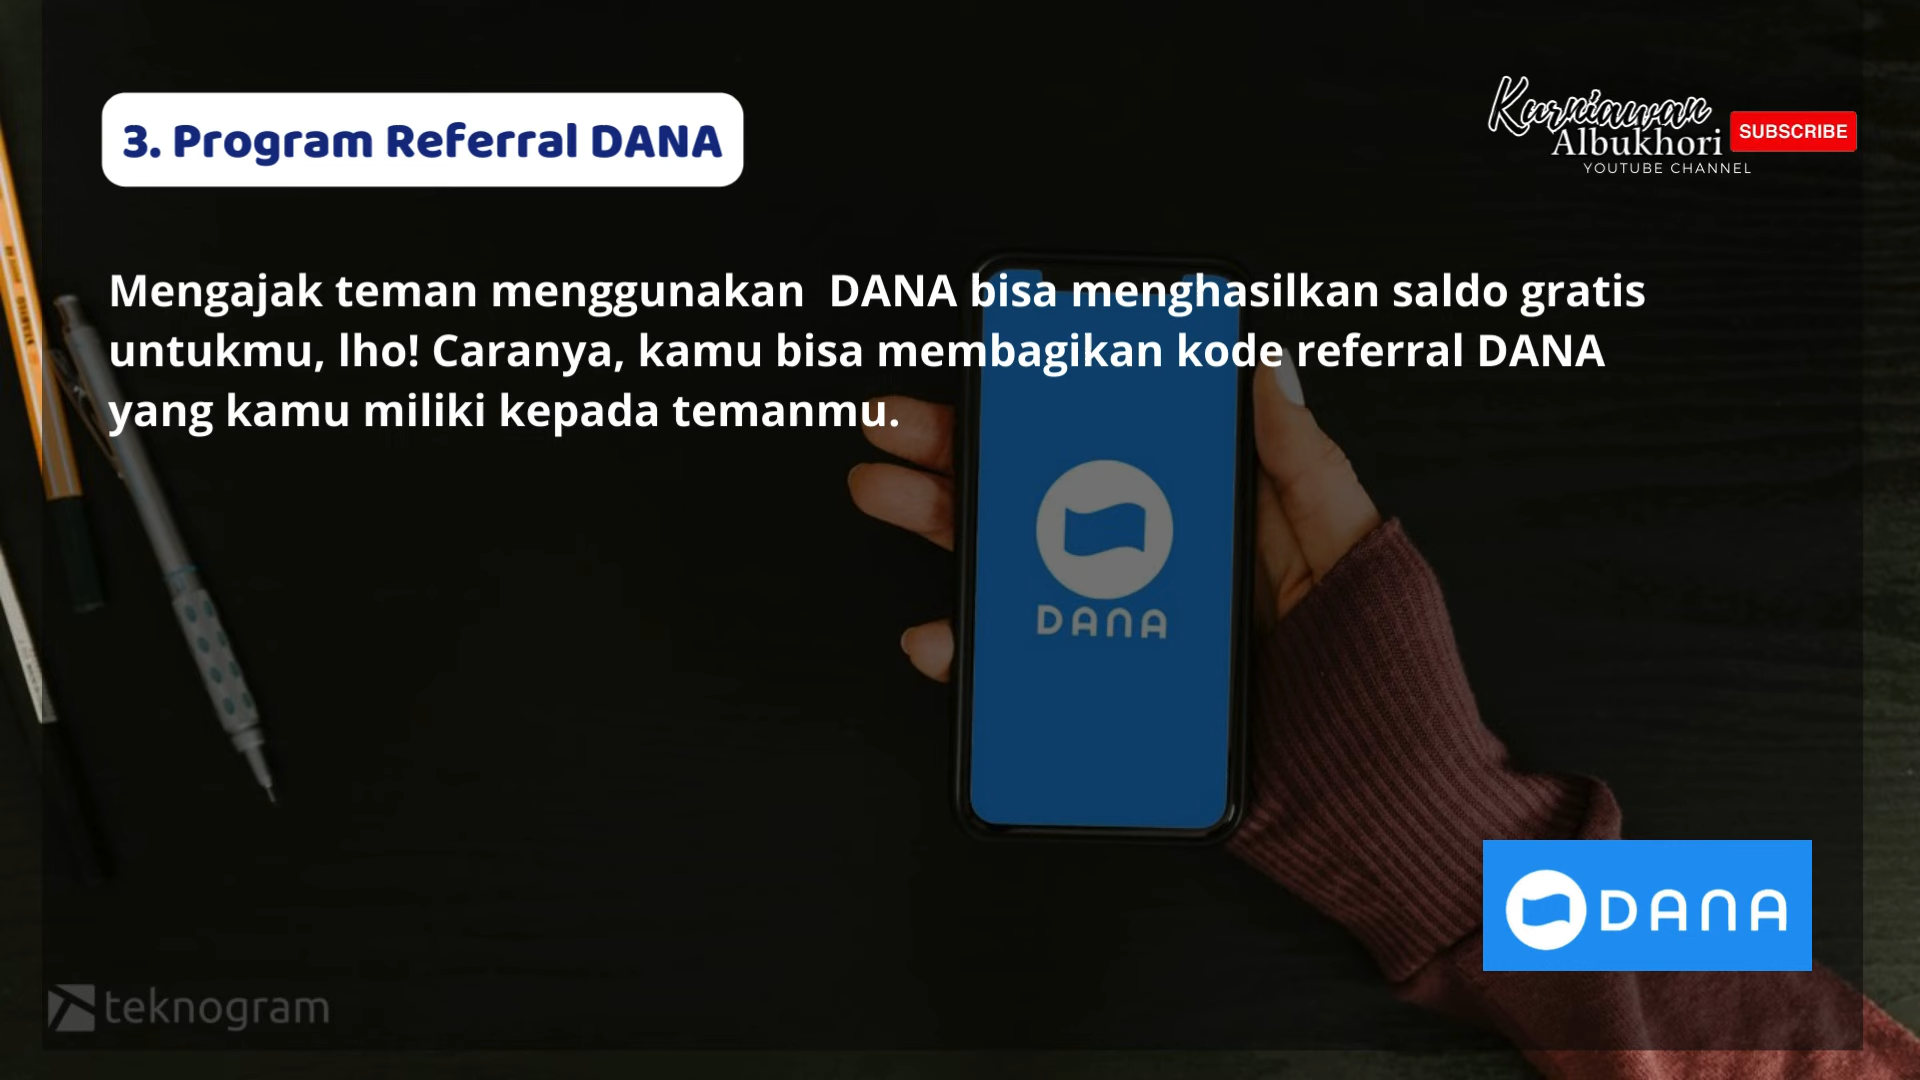 3. Program Referral DANA
Kurniawan
Albukhori
YOUTUBE CHANNEL
SUBSCRIBE
Mengajak teman menggunakan  DANA bisa menghasilkan saldo gratis
untukmu, lho! Caranya, kamu bisa membagikan kode referral DANA
yang kamu miliki kepada temanmu.
DANA
DANA
teknogram